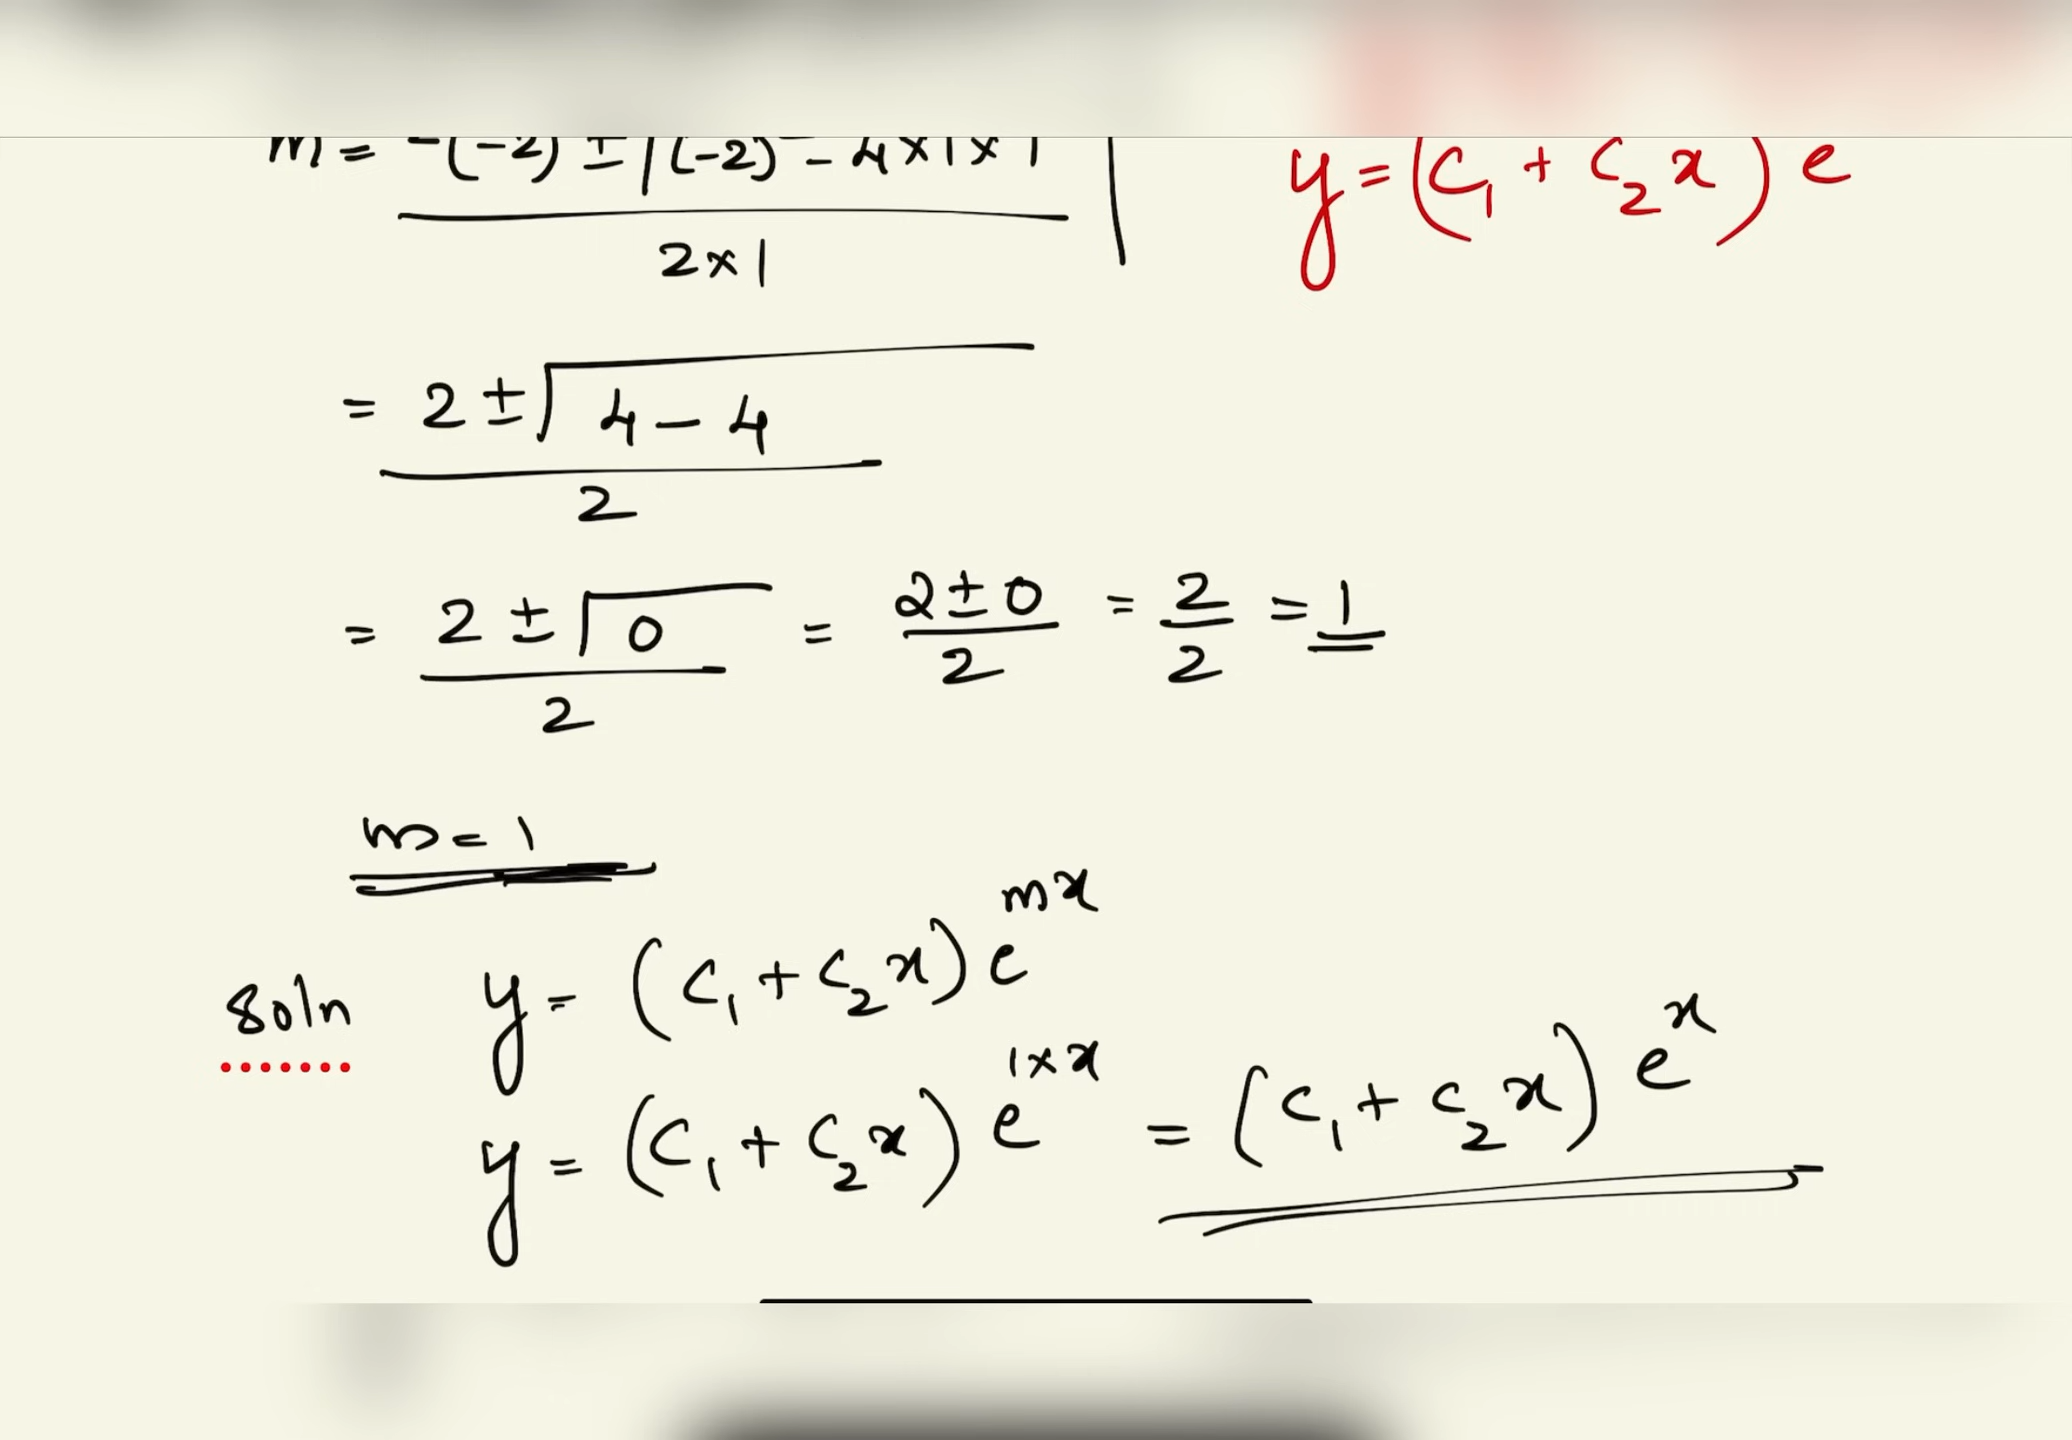 m = -(-2) ± √(-2)² - 4×1×1
2×1
y = (c₁ + c₂x) e
= 2 ± √4 - 4
2
= 2 ± √0 / 2 = 2 ± 0 / 2 = 2/2 = 1
m = 1
Soln y = (c₁ + c₂x) e^mx
y = (c₁ + c₂x) e^1×x = (c₁ + c₂x) e^x